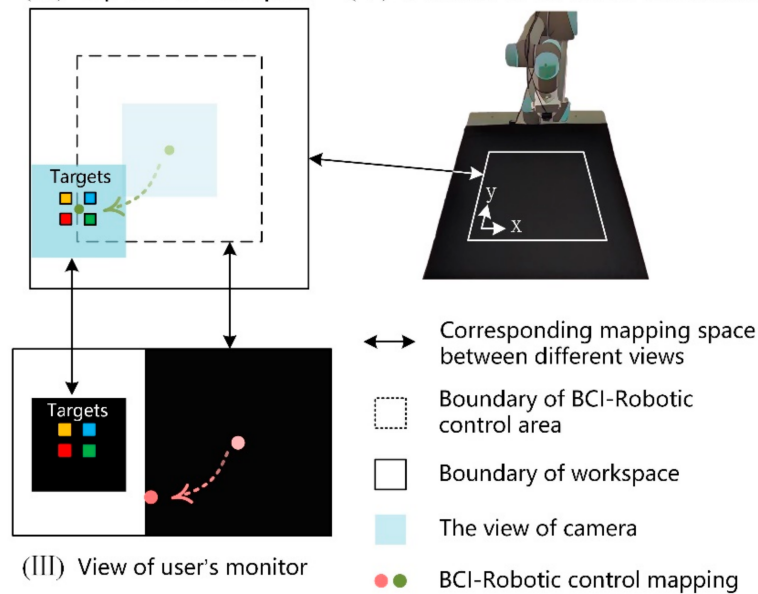 Targets
y
x
Targets
(III) View of user's monitor
Corresponding mapping space
between different views
Boundary of BCI-Robotic
control area
Boundary of workspace
The view of camera
BCI-Robotic control mapping